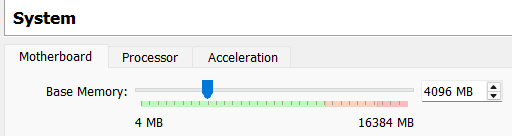 System
Motherboard Processor Acceleration
Base Memory: 4096 MB
4 MB 16384 MB